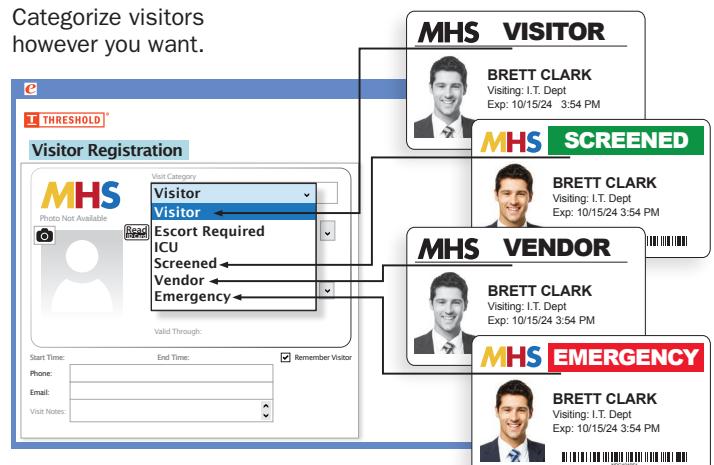 Categorize visitors
however you want.
e
THRESHOLD
Visitor Registration
MHS
Photo Not Available
Read
ID Card
Visit Category
Visitor
Visitor
Escort Required
ICU
Screened
Vendor
Emergency
Valid Through:
Start Time:
End Time:
Remember Visitor
Phone:
Email:
Visit Notes:
MHS VISITOR
BRETT CLARK
Visiting: I.T. Dept
Exp: 10/15/24 3:54 PM
MHS SCREENED
BRETT CLARK
Visiting: I.T. Dept
Exp: 10/15/24 3:54 PM
MHS VENDOR
BRETT CLARK
Visiting: I.T. Dept
Exp: 10/15/24 3:54 PM
MHS EMERGENCY
BRETT CLARK
Visiting: I.T. Dept
Exp: 10/15/24 3:54 PM